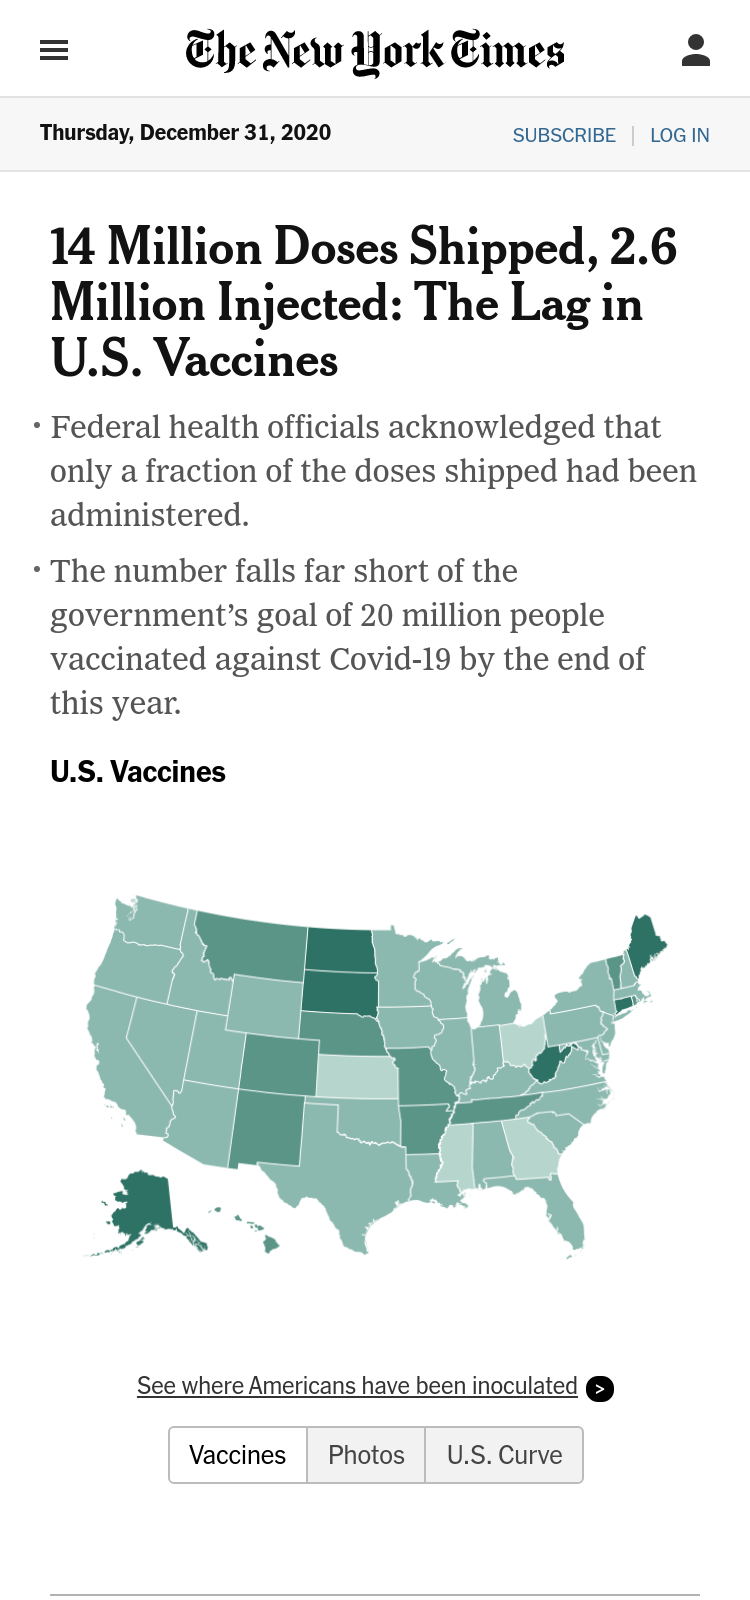 The New York Times
Thursday, December 31, 2020
SUBSCRIBE | LOG IN
14 Million Doses Shipped, 2.6
Million Injected: The Lag in
U.S. Vaccines
• Federal health officials acknowledged that
only a fraction of the doses shipped had been
administered.
• The number falls far short of the
government’s goal of 20 million people
vaccinated against Covid-19 by the end of
this year.
U.S. Vaccines
See where Americans have been inoculated >
Vaccines
Photos
U.S. Curve